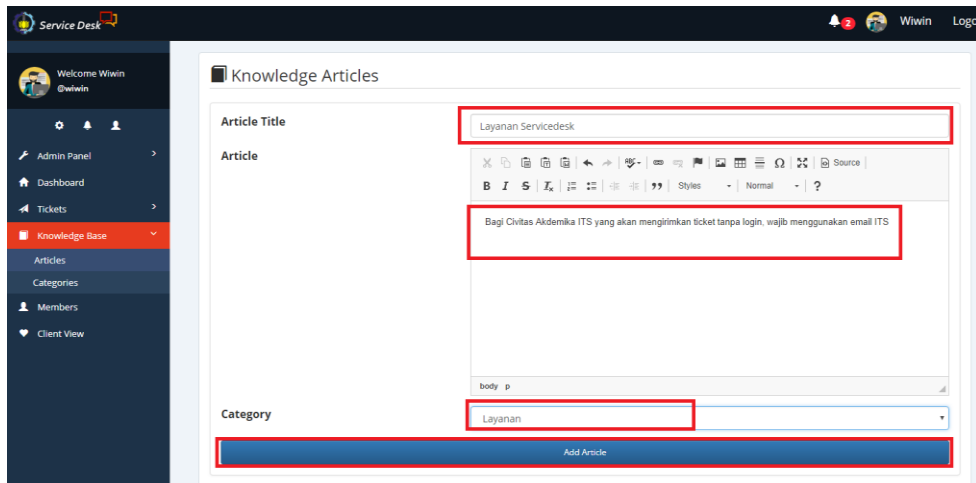 Service Desk
2
Wiwin
Logo
Welcome Wiwin
@wiwin
Admin Panel
Dashboard
Tickets
Knowledge Base
Articles
Categories
Members
Client View
Knowledge Articles
Article Title
Layanan Servicedesk
Article
Source
B I S Ix Styles Normal ?
Bagi Civitas Akdemika ITS yang akan mengirimkan ticket tanpa login, wajib menggunakan email ITS
body p
Category
Layanan
Add Article